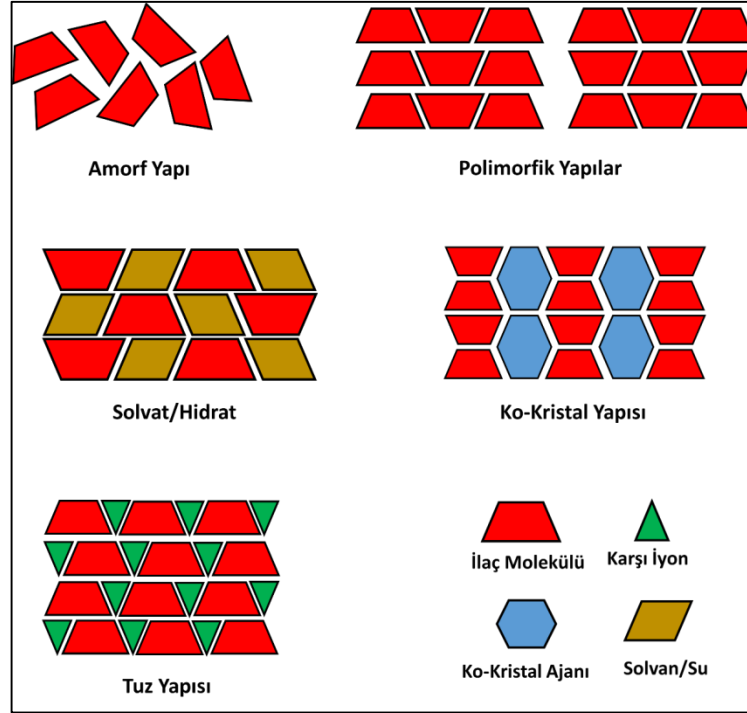 Amorf Yapı
Polimorfik Yapılar
Solvat/Hidrat
Ko-Kristal Yapısı
Tuz Yapısı
İlaç Molekülü
Karşı İyon
Ko-Kristal Ajanı
Solvan/Su